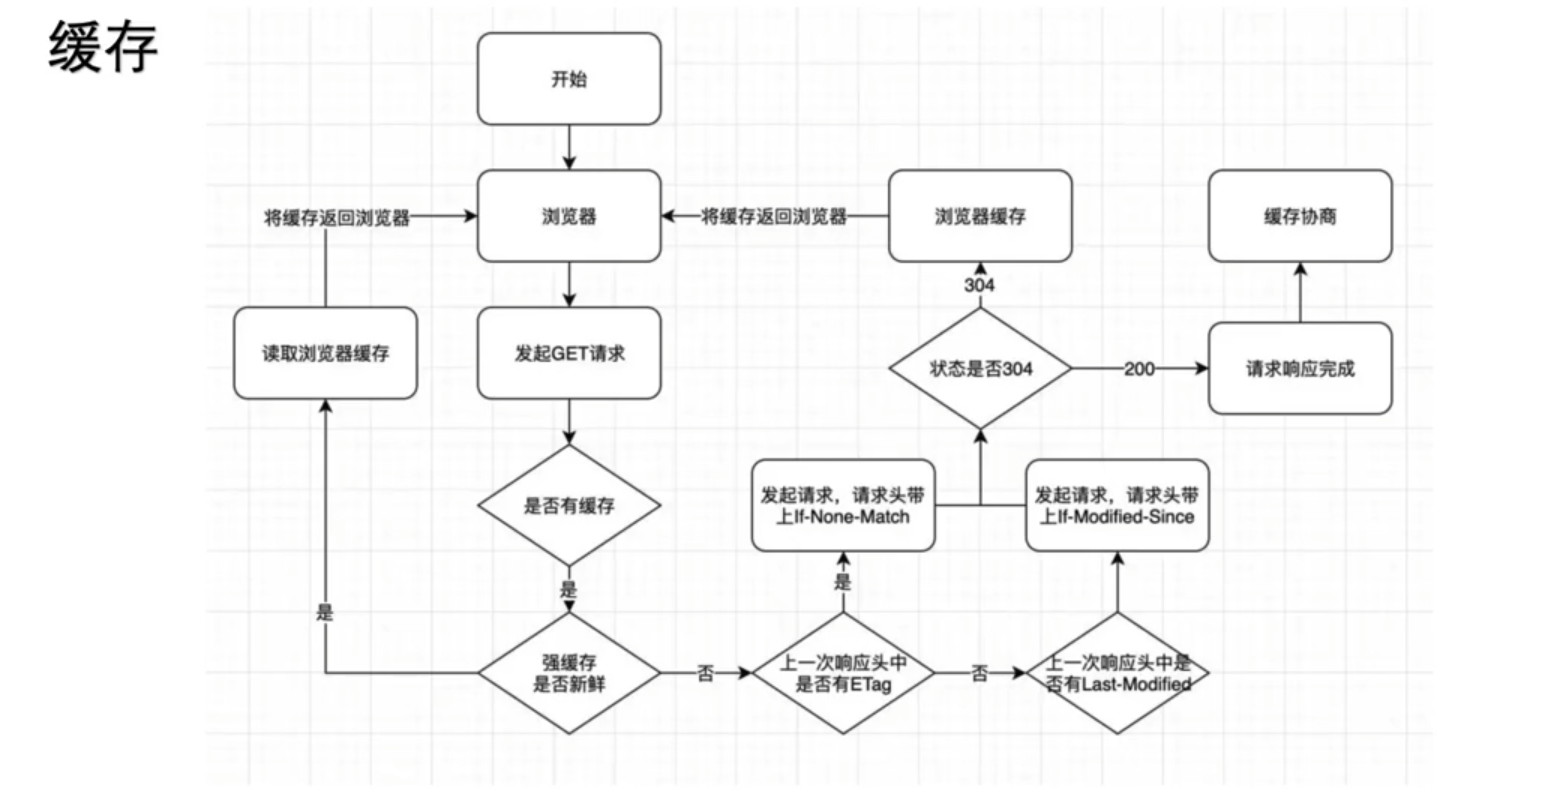 缓存
开始
将缓存返回浏览器
浏览器
将缓存返回浏览器
浏览器缓存
缓存协商
304
读取浏览器缓存
发起GET请求
状态是否304
200
请求响应完成
是否有缓存
发起请求，请求头带
上If-None-Match
发起请求，请求头带
上If-Modified-Since
是
是
是
强缓存
是否新鲜
否
上一次响应头中
是否有ETag
否
上一次响应头中是
否有Last-Modified